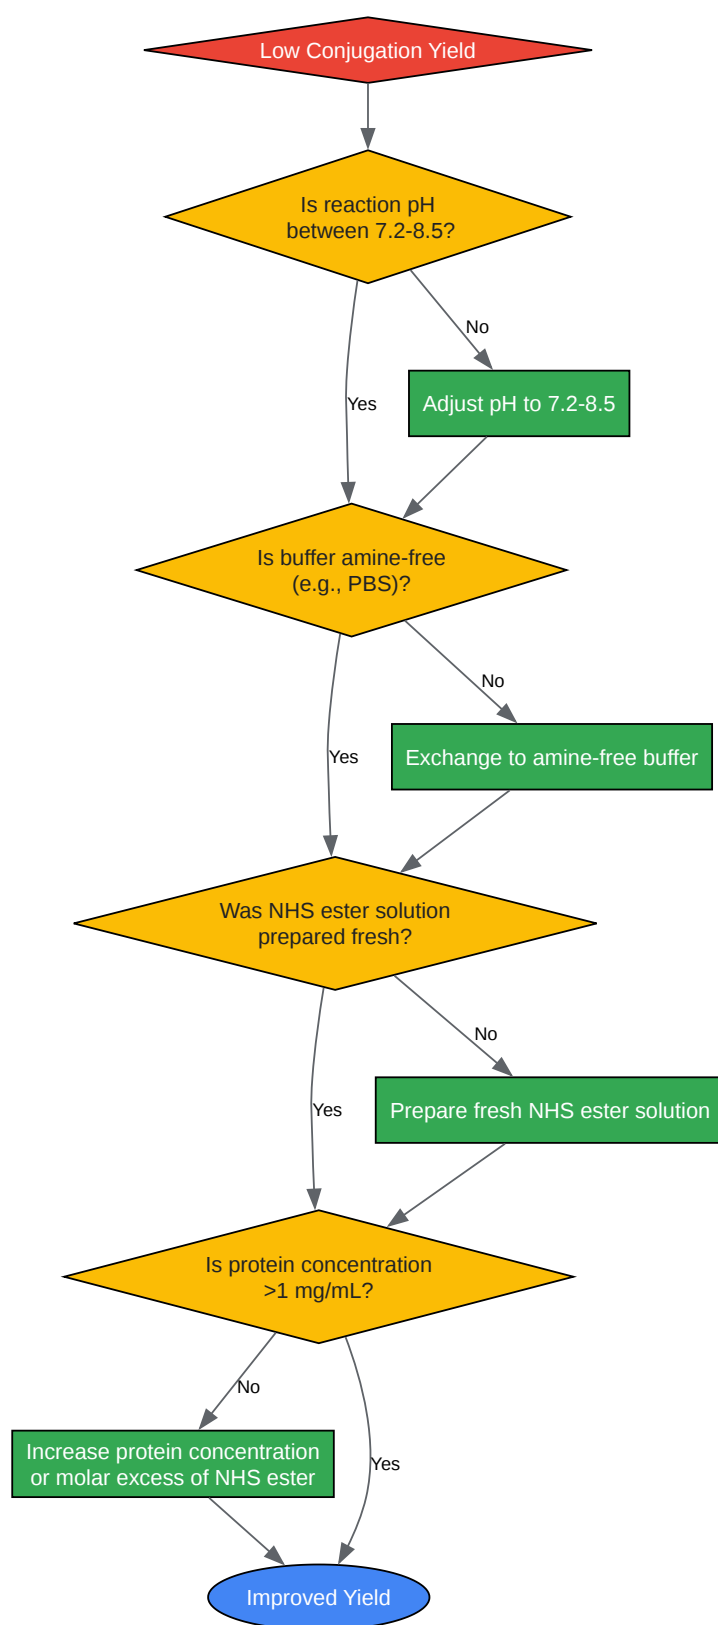 Low Conjugation Yield
Is reaction pH
between 7.2-8.5?
No
Adjust pH to 7.2-8.5
Yes
Is buffer amine-free
(e.g., PBS)?
No
Exchange to amine-free buffer
Yes
Was NHS ester solution
prepared fresh?
No
Prepare fresh NHS ester solution
Yes
Is protein concentration
>1 mg/mL?
No
Increase protein concentration
or molar excess of NHS ester
Yes
Improved Yield